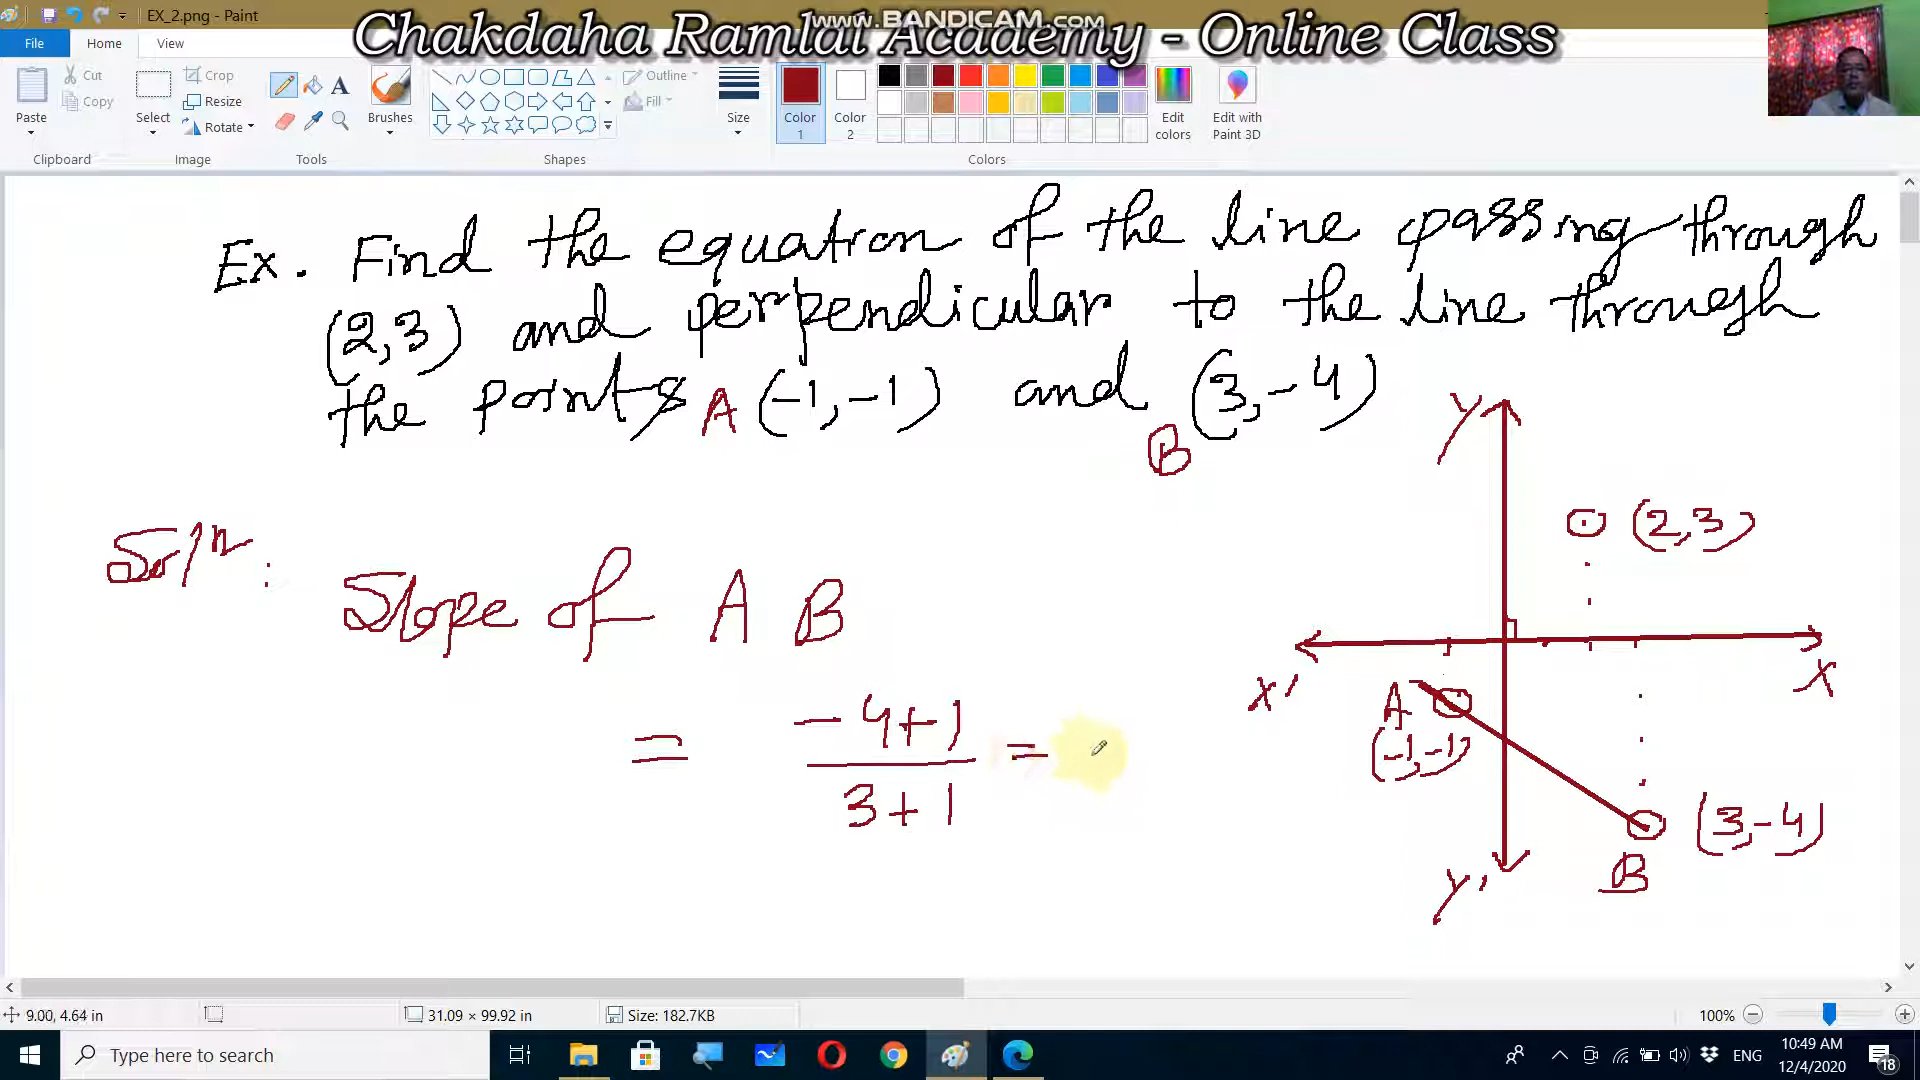 EX_2.png - Paint
www.BANDICAM.com
Chakdaha Ramlal Academy - Online Class
File Home View
Cut
Copy
Paste
Clipboard
Select
Crop
Resize
Rotate
Image
Tools
Brushes
Shapes
Outline
Fill
Size
Color 1
Color 2
Edit colors
Edit with Paint 3D
Colors
Ex. Find the equation of the line passing through
(2,3) and perpendicular to the line through
the points A (-1,-1) and (3,-4)
B
Y
(2,3)
Solⁿ:
Slope of A B
X' X
A
(-1,-1)
= -4+1 =
3+1
(3,-4)
B
Y'
9.00, 4.64 in
31.09 × 99.92 in
Size: 182.7KB
100%
Type here to search
ENG
10:49 AM
12/4/2020
18